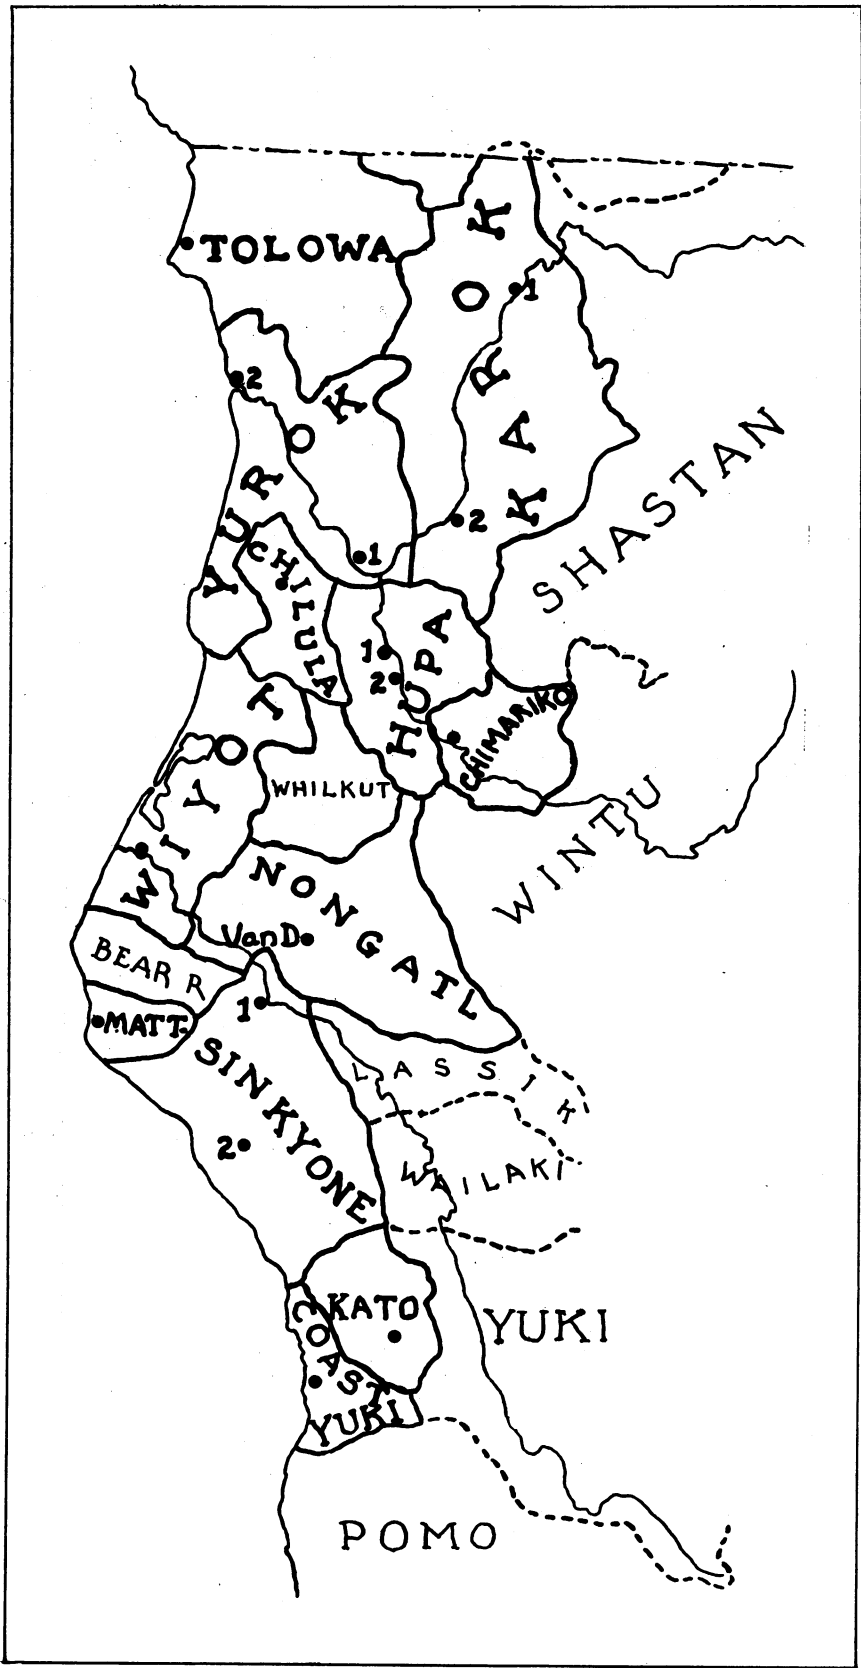 TOLOWA
KAROK
1
2
YUROK
2
1
SHASTAN
CHILULA
HUPA
1
2
CHIMARIKO
WIYOT
WHILKUT
WINTU
NONGATL
VanD
BEAR R
MATT.
SINKYONE
1
2
LASSIK
WAILAKI
KATO
COAST
YUKI
YUKI
POMO